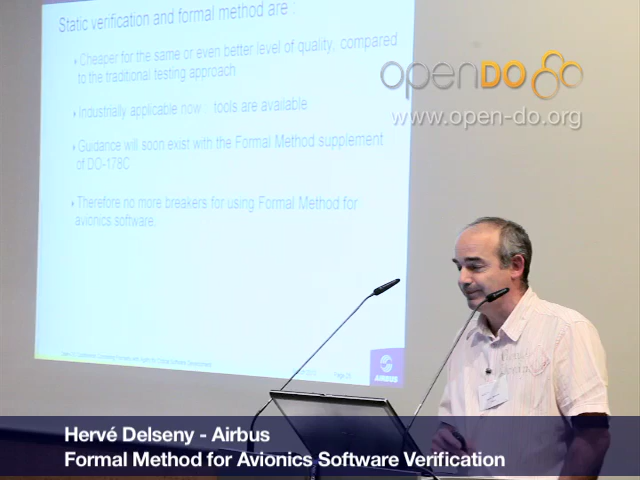 Static verification and formal method are :
Cheaper for the same or even better level of quality, compared
to the traditional testing approach
Industrially applicable now tools are available
Guidance will soon exist with the Formal Method supplement
of DO-178C
Therefore no more breakers for using Formal Method for
avionics software.
openDO
www.open-do.org
Page
AIRBUS
Hervé Delseny - Airbus
Formal Method for Avionics Software Verification